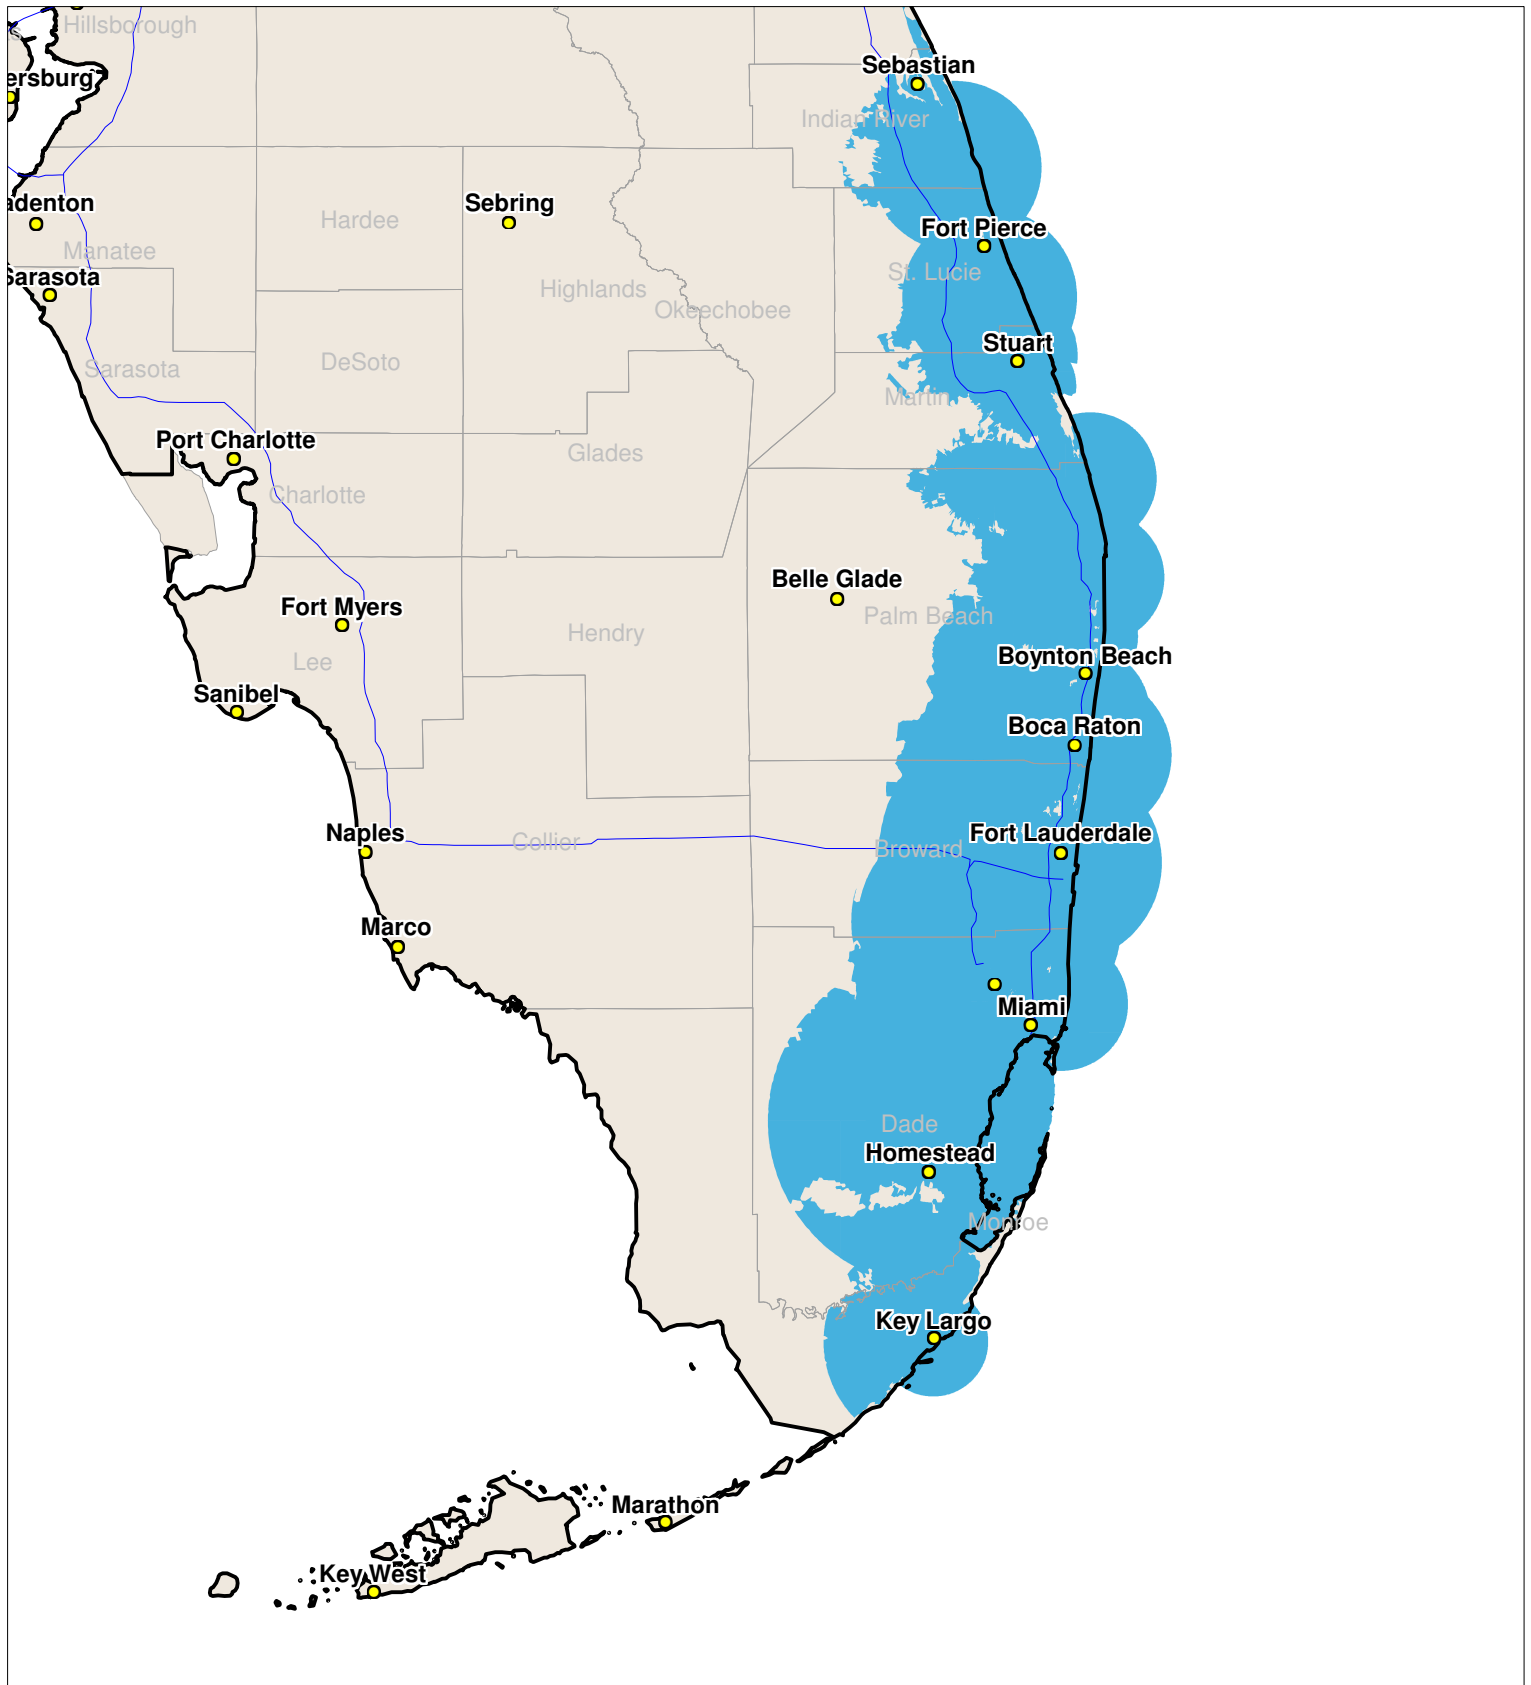 Hillsborough
s
ersburg
Sebastian
Indian River
adenton
Sebring
Hardee
Fort Pierce
Manatee
St. Lucie
Sarasota
Highlands
Okeechobee
Stuart
Sarasota
DeSoto
Martin
Port Charlotte
Glades
Charlotte
Belle Glade
Fort Myers
Palm Beach
Hendry
Boynton Beach
Lee
Sanibel
Boca Raton
Naples
Collier
Fort Lauderdale
Broward
Marco
Miami
Dade
Homestead
Monroe
Key Largo
Marathon
Key West